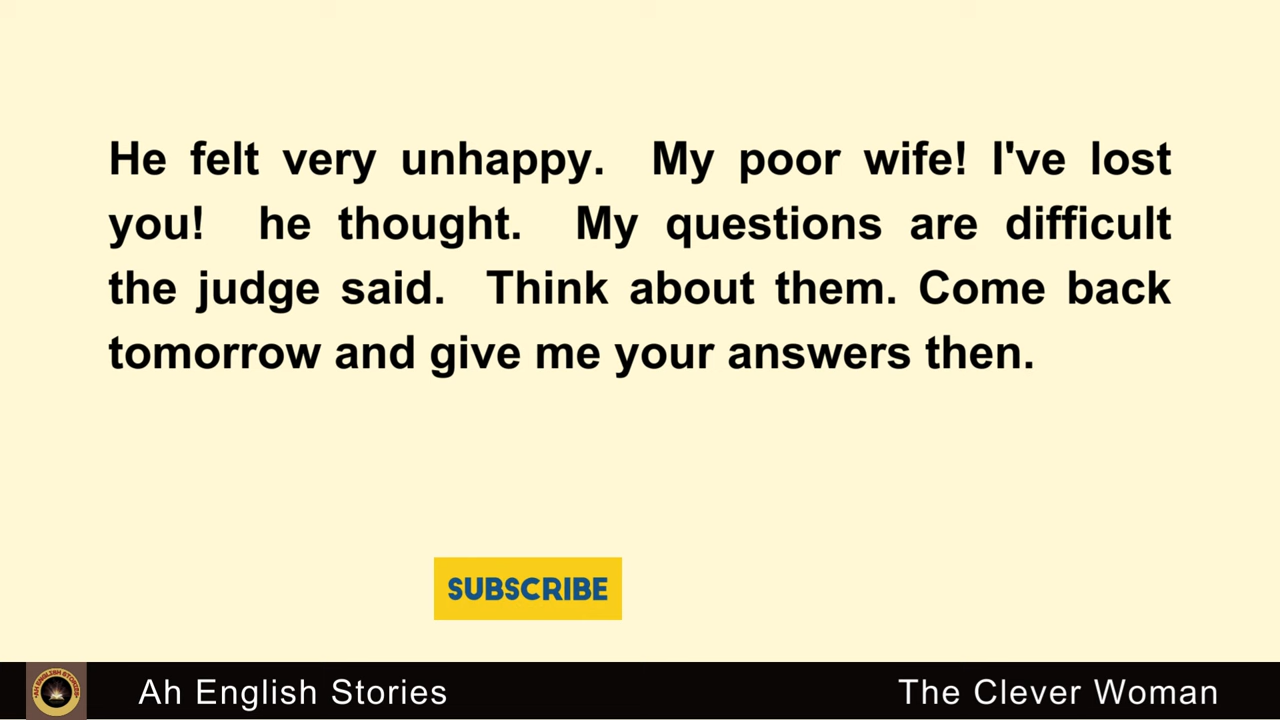 He felt very unhappy. My poor wife! I've lost
you! he thought. My questions are difficult
the judge said. Think about them. Come back
tomorrow and give me your answers then.
SUBSCRIBE
Ah English Stories
The Clever Woman